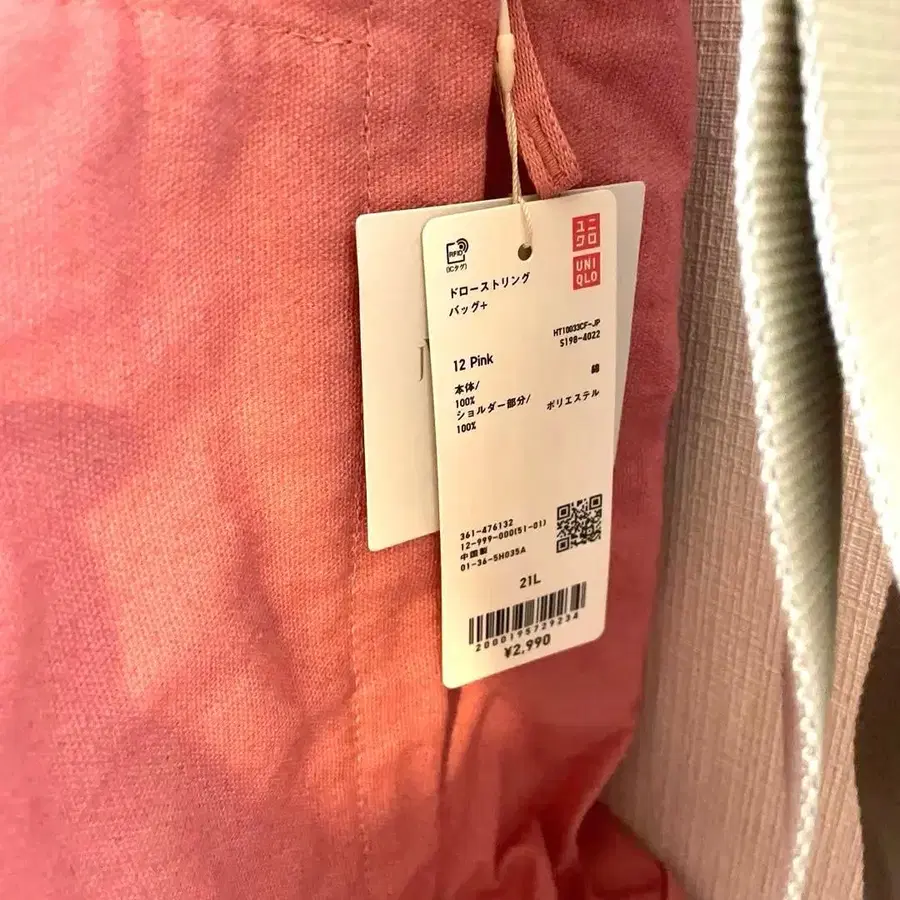 RFID
(ICタグ)
ユニ
クロ
UNI
QLO
ドローストリング
バッグ+
HT10033CF-JP
S198-4022
12 Pink
本体/ 綿
100%
ショルダー部分/ ポリエステル
100%
361-476132
12-999-000(51-01)
中国製
01-36-5H035A
21L
2000195729234
¥2,990
J